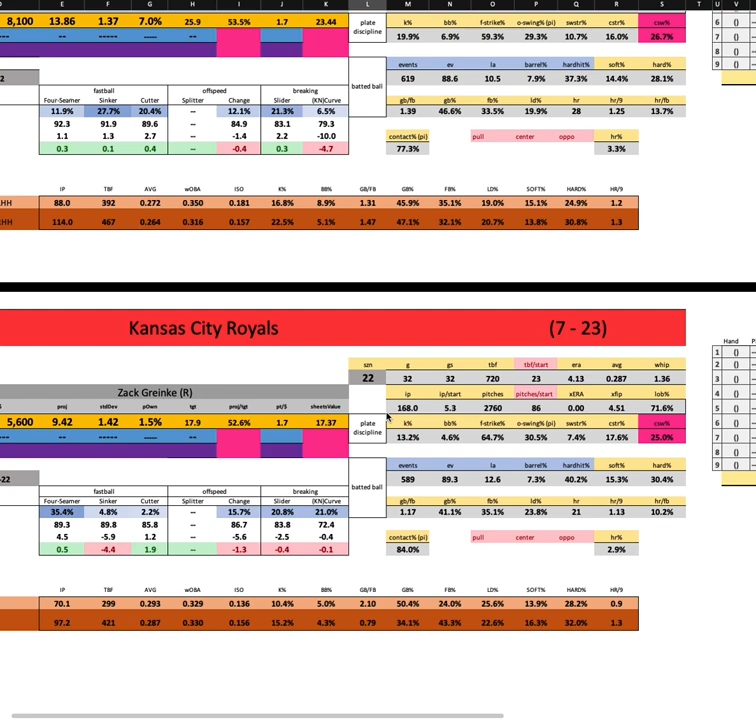 E F G H I J K L M N O P Q R S T U V W
8,100 13.86 1.37 7.0% 25.9 53.5% 1.7 23.44 plate discipline k% bb% f-strike% o-swing% (pi) swstr% cstr% csw% 6 ()
--- ----- ---- -- 19.9% 6.9% 59.3% 29.3% 10.7% 16.0% 26.7% 7 ()
8 ()
events ev la barrel% hardhit% soft% hard% 9 ()
2 batted ball 619 88.6 10.5 7.9% 37.3% 14.4% 28.1%
fastball offspeed breaking
Four-Seamer Sinker Cutter Splitter Change Slider (KN)Curve gb/fb gb% fb% ld% hr hr/9 hr/fb
11.9% 27.7% 20.4% -- 12.1% 21.3% 6.5% 1.39 46.6% 33.5% 19.9% 28 1.25 13.7%
92.3 91.9 89.6 -- 84.9 83.1 79.3
1.1 1.3 2.7 -- -1.4 2.2 -10.0 contact% (pi) pull center oppo hr%
0.3 0.1 0.4 -- -0.4 0.3 -4.7 77.3% 3.3%
IP TBF AVG wOBA ISO K% BB% GB/FB GB% FB% LD% SOFT% HARD% HR/9
HH 88.0 392 0.272 0.350 0.181 16.8% 8.9% 1.31 45.9% 35.1% 19.0% 15.1% 24.9% 1.2
HH 114.0 467 0.264 0.316 0.157 22.5% 5.1% 1.47 47.1% 32.1% 20.7% 13.8% 30.8% 1.3
Kansas City Royals (7 - 23)
Hand
1 ()
szn g gs tbf tbf/start era avg whip 2 ()
22 32 32 720 23 4.13 0.287 1.36 3 ()
Zack Greinke (R) ip ip/start pitches pitches/start xERA xfip lob% 4 ()
proj stdDev pOwn tgt proj/tgt pt/$ sheetsValue 168.0 5.3 2760 86 0.00 4.51 71.6% 5 ()
5,600 9.42 1.42 1.5% 17.9 52.6% 1.7 17.37 plate discipline k% bb% f-strike% o-swing% (pi) swstr% cstr% csw% 6 ()
--- ----- ---- -- 13.2% 4.6% 64.7% 30.5% 7.4% 17.6% 25.0% 7 ()
8 ()
events ev la barrel% hardhit% soft% hard% 9 ()
-22 batted ball 589 89.3 12.6 7.3% 40.2% 15.3% 30.4%
fastball offspeed breaking
Four-Seamer Sinker Cutter Splitter Change Slider (KN)Curve gb/fb gb% fb% ld% hr hr/9 hr/fb
35.4% 4.8% 2.2% -- 15.7% 20.8% 21.0% 1.17 41.1% 35.1% 23.8% 21 1.13 10.2%
89.3 89.8 85.8 -- 86.7 83.8 72.4
4.5 -5.9 1.2 -- -5.6 -2.5 -0.4 contact% (pi) pull center oppo hr%
0.5 -4.4 1.9 -- -1.3 -0.4 -0.1 84.0% 2.9%
IP TBF AVG wOBA ISO K% BB% GB/FB GB% FB% LD% SOFT% HARD% HR/9
70.1 299 0.293 0.329 0.136 10.4% 5.0% 2.10 50.4% 24.0% 25.6% 13.9% 28.2% 0.9
97.2 421 0.287 0.330 0.156 15.2% 4.3% 0.79 34.1% 43.3% 22.6% 16.3% 32.0% 1.3